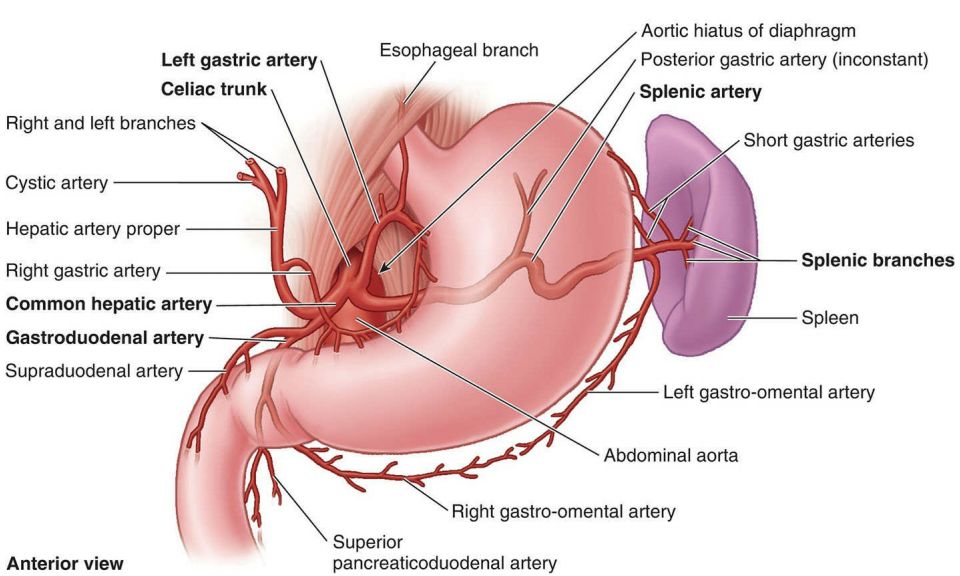 Aortic hiatus of diaphragm
Esophageal branch
Left gastric artery
Posterior gastric artery (inconstant)
Celiac trunk
Splenic artery
Right and left branches
Short gastric arteries
Cystic artery
Hepatic artery proper
Splenic branches
Right gastric artery
Common hepatic artery
Spleen
Gastroduodenal artery
Supraduodenal artery
Left gastro-omental artery
Abdominal aorta
Right gastro-omental artery
Superior
pancreaticoduodenal artery
Anterior view